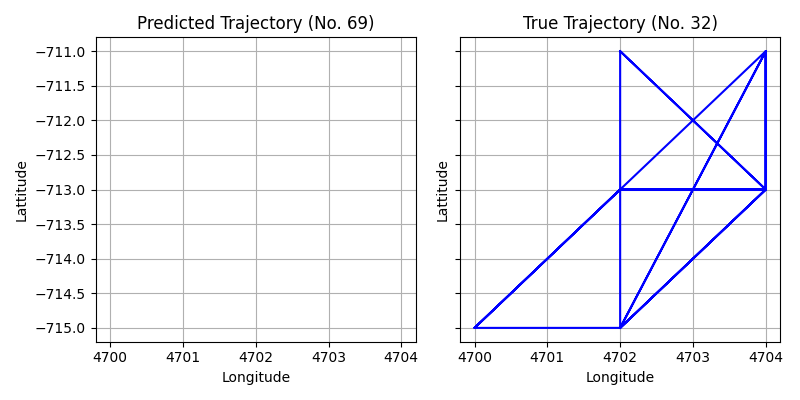 Predicted Trajectory (No. 69)
True Trajectory (No. 32)
Lattitude
−711.0
−711.5
−712.0
−712.5
−713.0
−713.5
−714.0
−714.5
−715.0
4700 4701 4702 4703 4704
Longitude
Lattitude
4700 4701 4702 4703 4704
Longitude